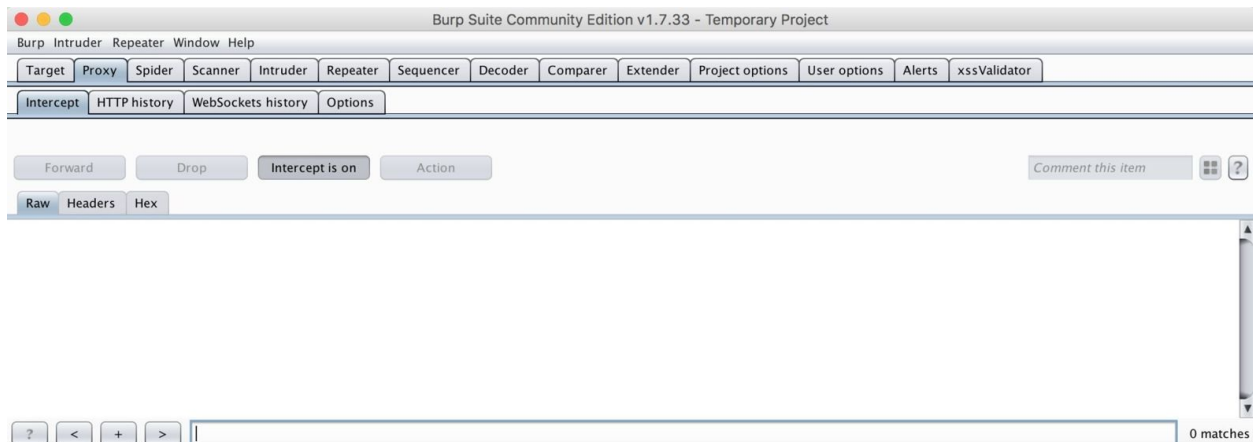 Burp Suite Community Edition v1.7.33 - Temporary Project
Burp Intruder Repeater Window Help
Target Proxy Spider Scanner Intruder Repeater Sequencer Decoder Comparer Extender Project options User options Alerts xssValidator
Intercept HTTP history WebSockets history Options
Forward Drop Intercept is on Action Comment this item ?
Raw Headers Hex
? < + > 0 matches